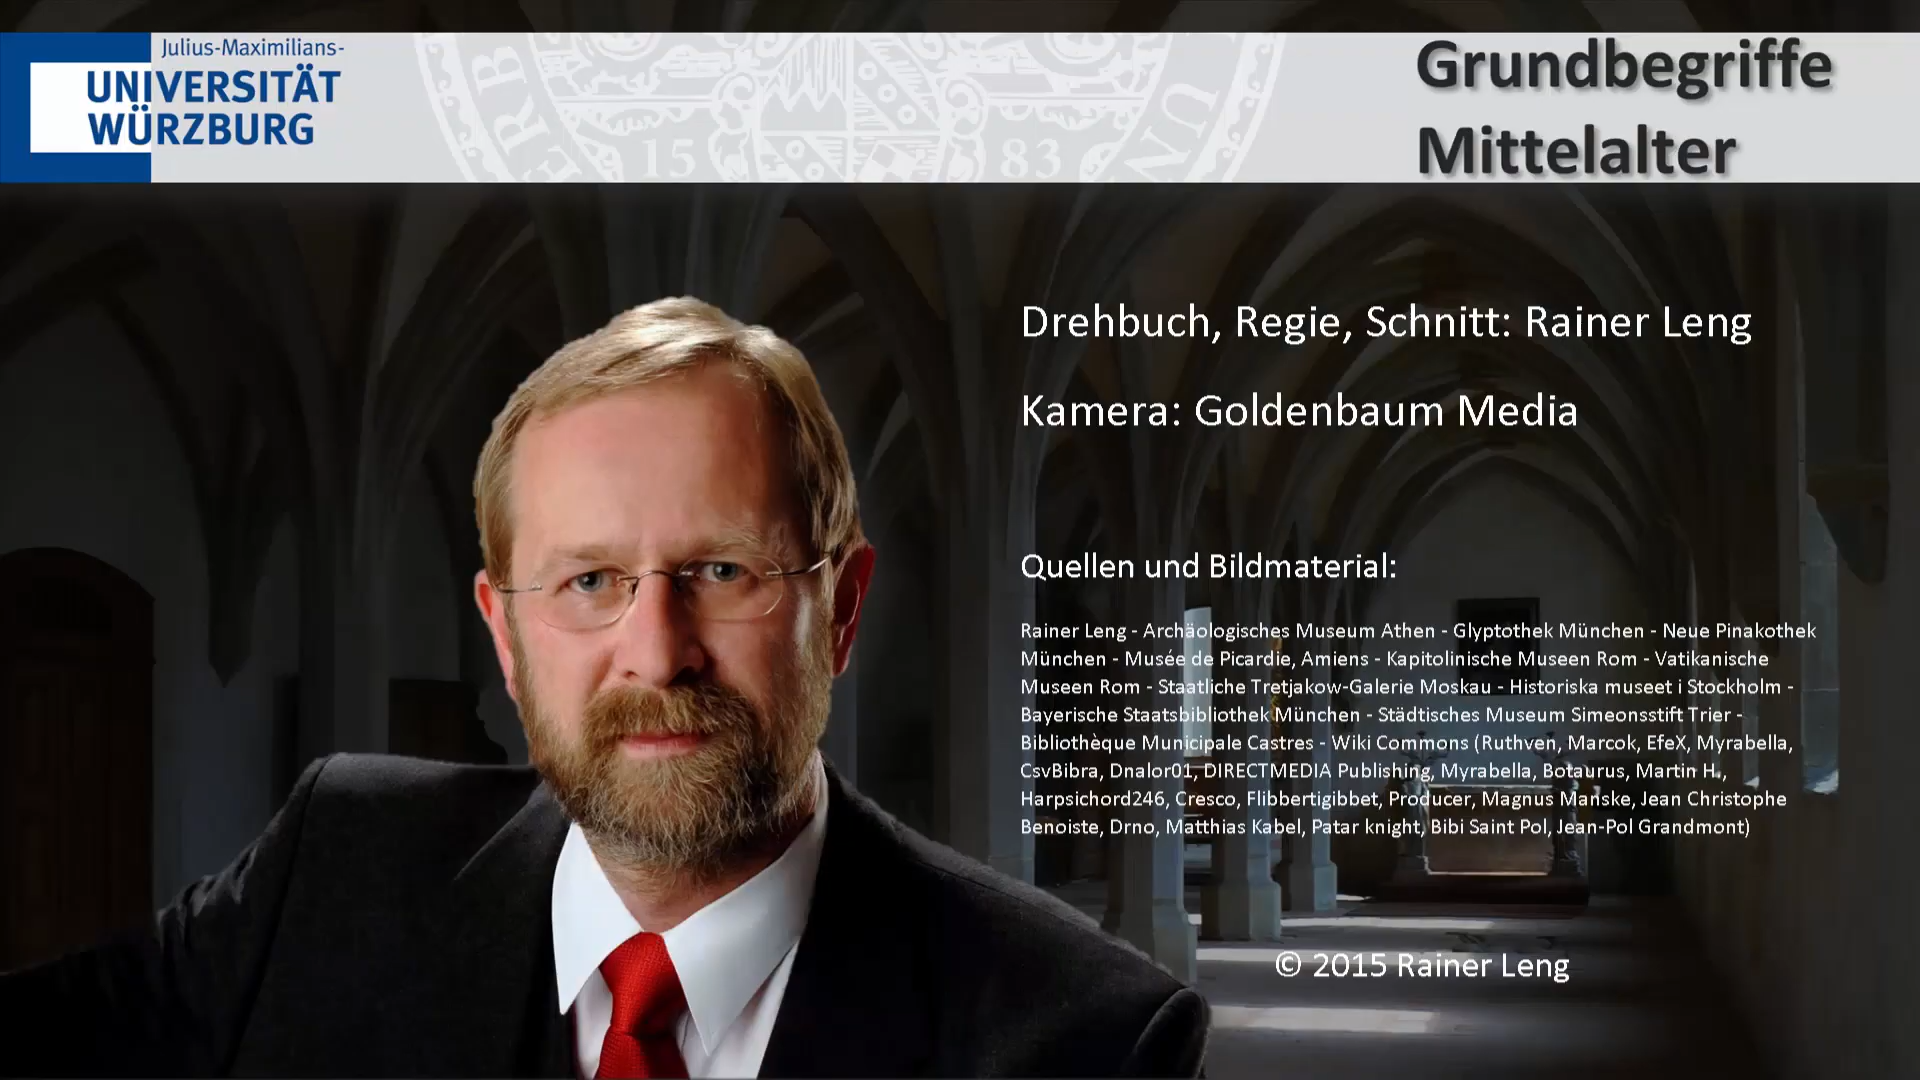 Julius-Maximilians-
UNIVERSITÄT
WÜRZBURG
ERB
15
83
UN
Grundbegriffe
Mittelalter
Drehbuch, Regie, Schnitt: Rainer Leng
Kamera: Goldenbaum Media
Quellen und Bildmaterial:
Rainer Leng - Archäologisches Museum Athen - Glyptothek München - Neue Pinakothek
München - Musée de Picardie, Amiens - Kapitolinische Museen Rom - Vatikanische
Museen Rom - Staatliche Tretjakow-Galerie Moskau - Historiska museet i Stockholm -
Bayerische Staatsbibliothek München - Städtisches Museum Simeonsstift Trier -
Bibliothèque Municipale Castres - Wiki Commons (Ruthven, Marcok, EfeX, Myrabella,
CsvBibra, Dnalor01, DIRECTMEDIA Publishing, Myrabella, Botaurus, Martin H.,
Harpsichord246, Cresco, Flibbertigibbet, Producer, Magnus Manske, Jean Christophe
Benoiste, Drno, Matthias Kabel, Patar knight, Bibi Saint Pol, Jean-Pol Grandmont)
© 2015 Rainer Leng